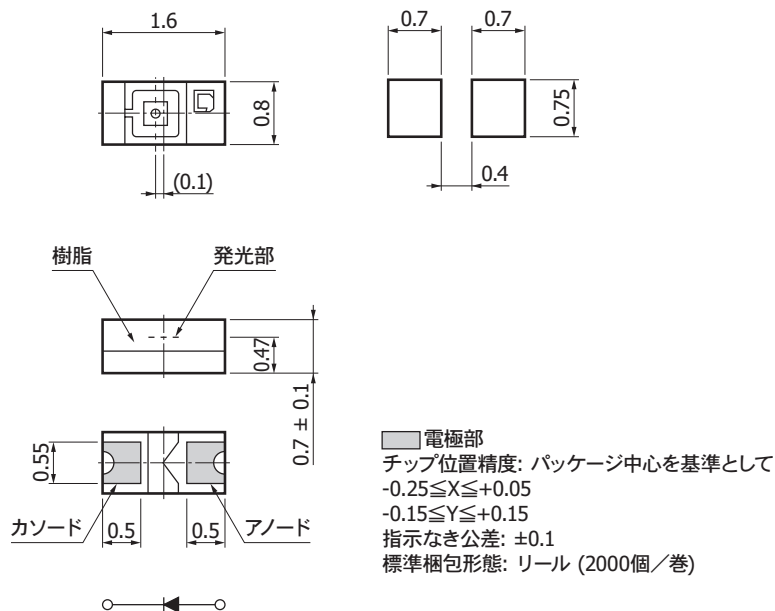 1.6
0.7
0.7
0.8
0.75
(0.1)
0.4
樹脂
発光部
0.47
0.7 ± 0.1
0.55
カソード
0.5
0.5
アノード
電極部
チップ位置精度: パッケージ中心を基準として
-0.25≦X≦+0.05
-0.15≦Y≦+0.15
指示なき公差: ±0.1
標準梱包形態: リール (2000個／巻)